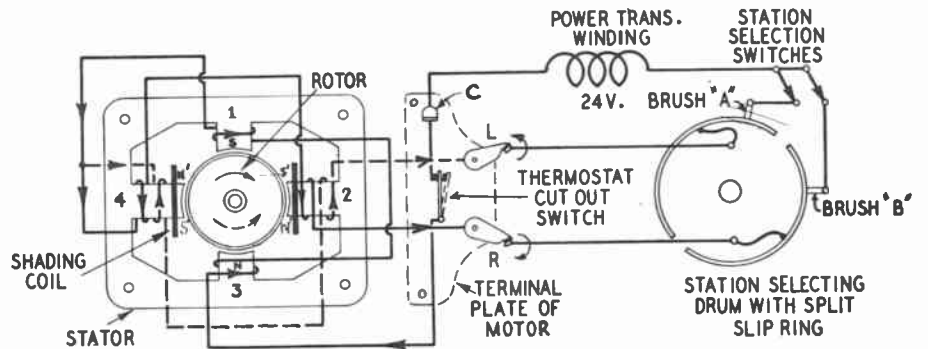 POWER TRANS.
WINDING
24V.
STATION
SELECTION
SWITCHES
ROTOR
C
BRUSH "A"
1
S
L
N'
S'
4
2
THERMOSTAT
CUT OUT
SWITCH
BRUSH "B"
S
N
SHADING
COIL
N
3
R
TERMINAL
PLATE OF
MOTOR
STATION SELECTING
DRUM WITH SPLIT
SLIP RING
STATOR